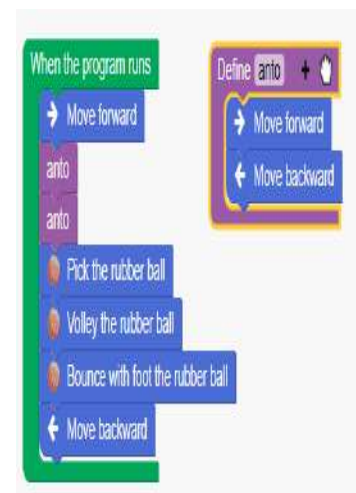 When the program runs
Move forward
anto
anto
Pick the rubber ball
Volley the rubber ball
Bounce with foot the rubber ball
Move backward
Define anto +
Move forward
Move backward